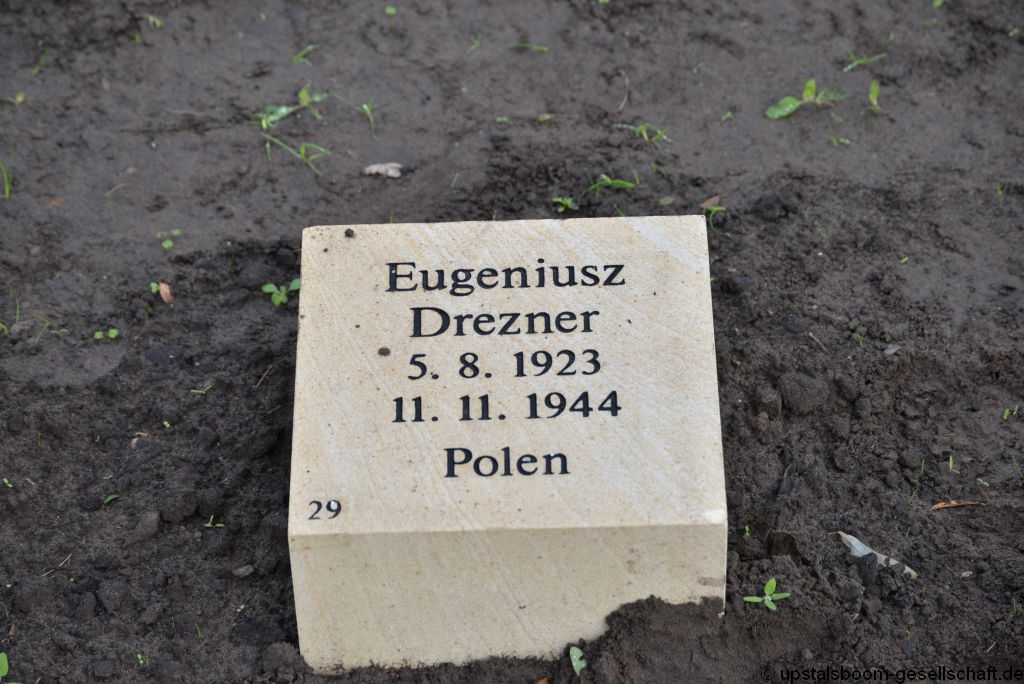 Eugeniusz
Drezner
5. 8. 1923
11. 11. 1944
Polen
29
© upstalsboom-gesellschaft.de